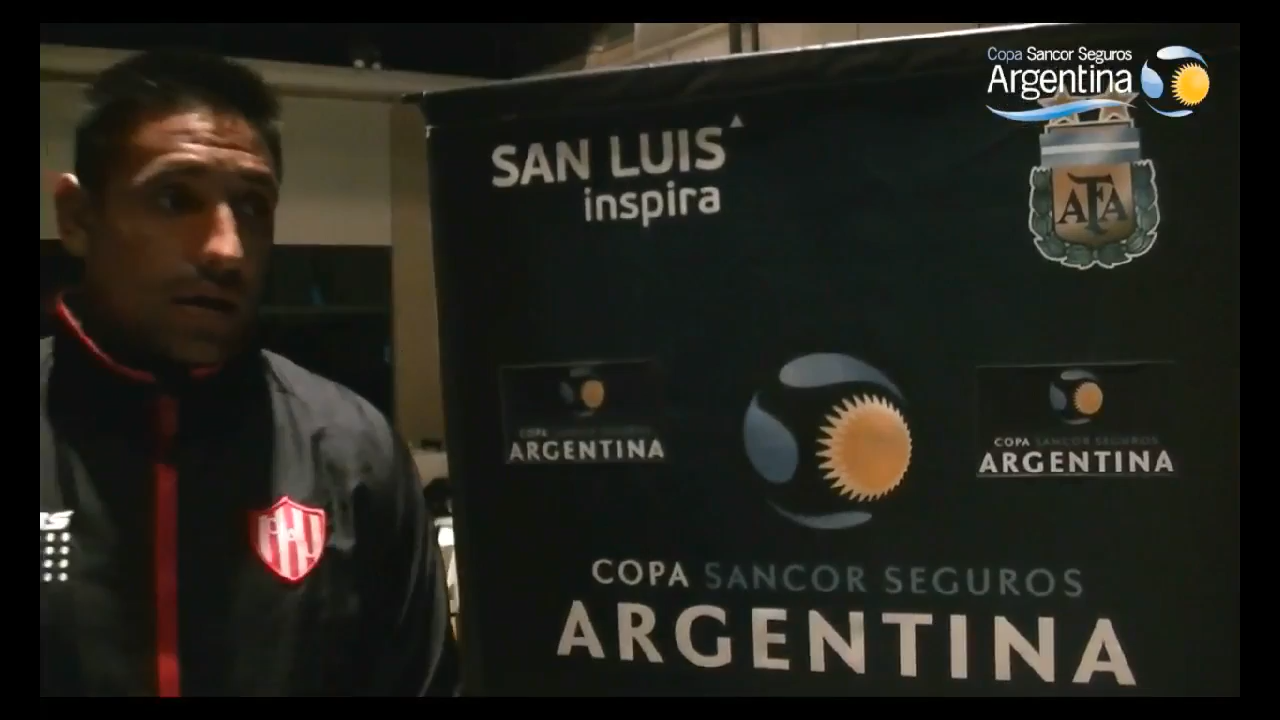 Copa Sancor Seguros
Argentina
SAN LUIS
inspira
AFA
COPA SANCOR SEGUROS
ARGENTINA
COPA SANCOR SEGUROS
ARGENTINA
COPA SANCOR SEGUROS
ARGENTINA